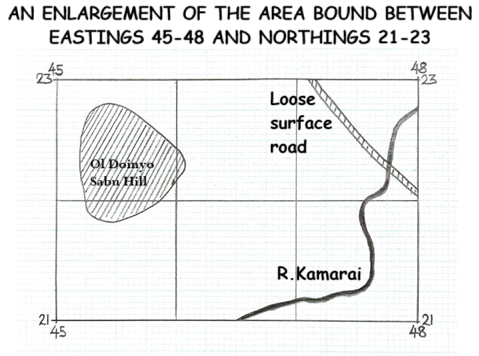 AN ENLARGEMENT OF THE AREA BOUND BETWEEN
EASTINGS 45-48 AND NORTHINGS 21-23
45
48
23
23
Loose
surface
road
Ol Doinyo
Sabu Hill
R.Kamarai
21
21
45
48